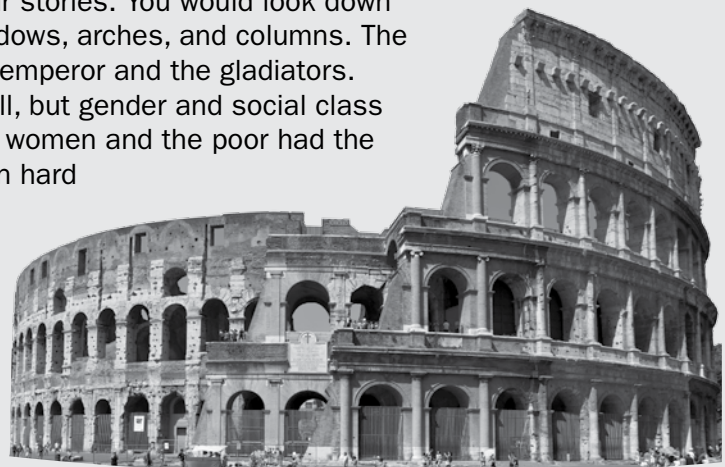 stories. You would look down
dows, arches, and columns. The
emperor and the gladiators.
ll, but gender and social class
women and the poor had the
n hard